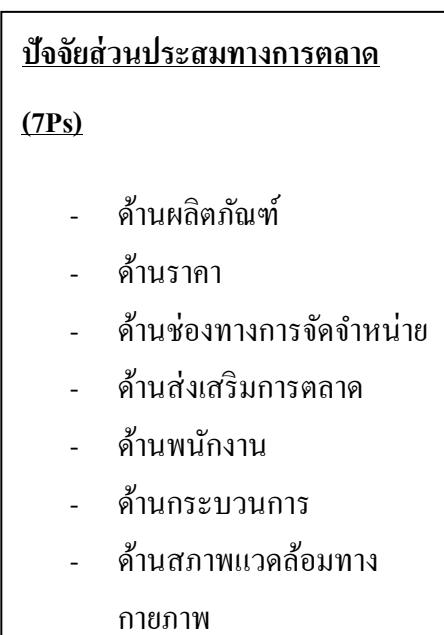 ปัจจัยส่วนประสมทางการตลาด
(7Ps)
- ด้านผลิตภัณฑ์
- ด้านราคา
- ด้านช่องทางการจัดจำหน่าย
- ด้านส่งเสริมการตลาด
- ด้านพนักงาน
- ด้านกระบวนการ
- ด้านสภาพแวดล้อมทาง
กายภาพ